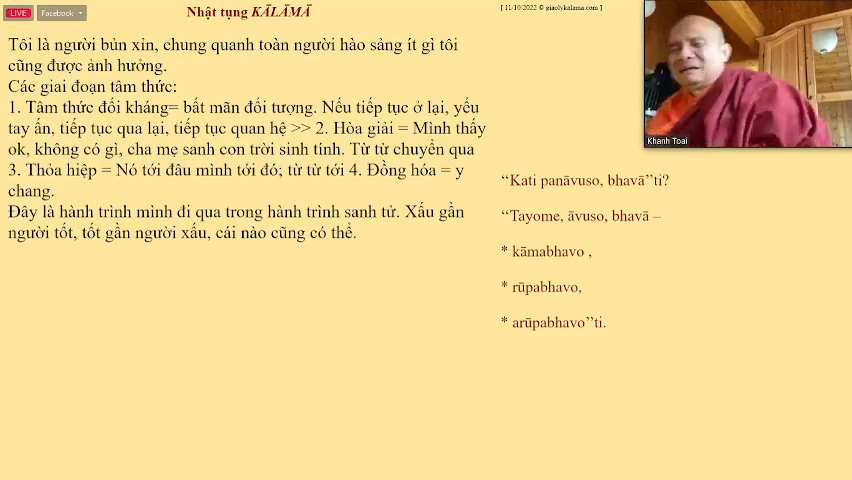 LIVE
Facebook
Nhật tụng KĀLĀMĀ
[ 11/10/2022 © giaolykalama.com ]
Tôi là người bủn xỉn, chung quanh toàn người hào sảng ít gì tôi
cũng được ảnh hưởng.
Các giai đoạn tâm thức:
1. Tâm thức đối kháng= bất mãn đối tượng. Nếu tiếp tục ở lại, yếu
tay ấn, tiếp tục qua lại, tiếp tục quan hệ >> 2. Hòa giải = Mình thấy
ok, không có gì, cha mẹ sanh con trời sinh tính. Từ từ chuyển qua
3. Thỏa hiệp = Nó tới đâu mình tới đó; từ từ tới 4. Đồng hóa = y
chang.
Đây là hành trình mình đi qua trong hành trình sanh tử. Xấu gần
người tốt, tốt gần người xấu, cái nào cũng có thể.
Khanh Toai
“Kati panāvuso, bhavā”ti?
“Tayome, āvuso, bhavā –
* kāmabhavo ,
* rūpabhavo,
* arūpabhavo”ti.